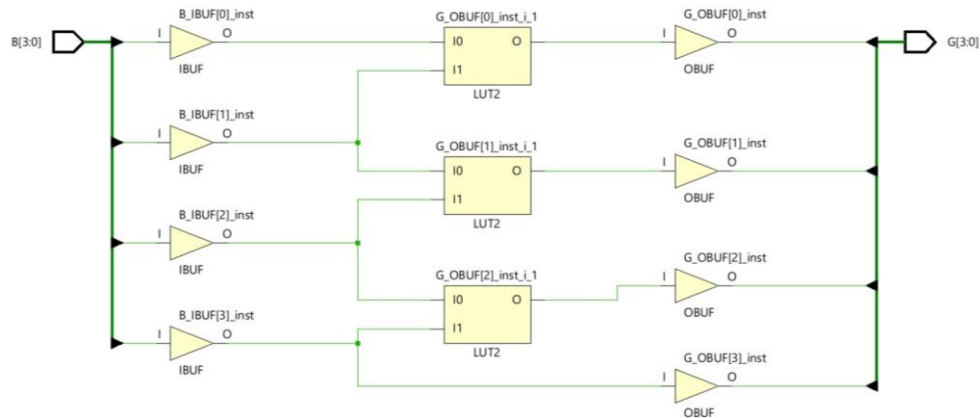 B_IBUF[0]_inst G_OBUF[0]_inst_i_1 G_OBUF[0]_inst
B[3:0] I O I0 O I O G[3:0]
IBUF I1 OBUF
LUT2
B_IBUF[1]_inst
I O G_OBUF[1]_inst_i_1 G_OBUF[1]_inst
IBUF I0 O I O
I1 OBUF
B_IBUF[2]_inst LUT2
I O
IBUF G_OBUF[2]_inst_i_1 G_OBUF[2]_inst
I0 O I O
B_IBUF[3]_inst I1 OBUF
I O LUT2
IBUF G_OBUF[3]_inst
I O
OBUF